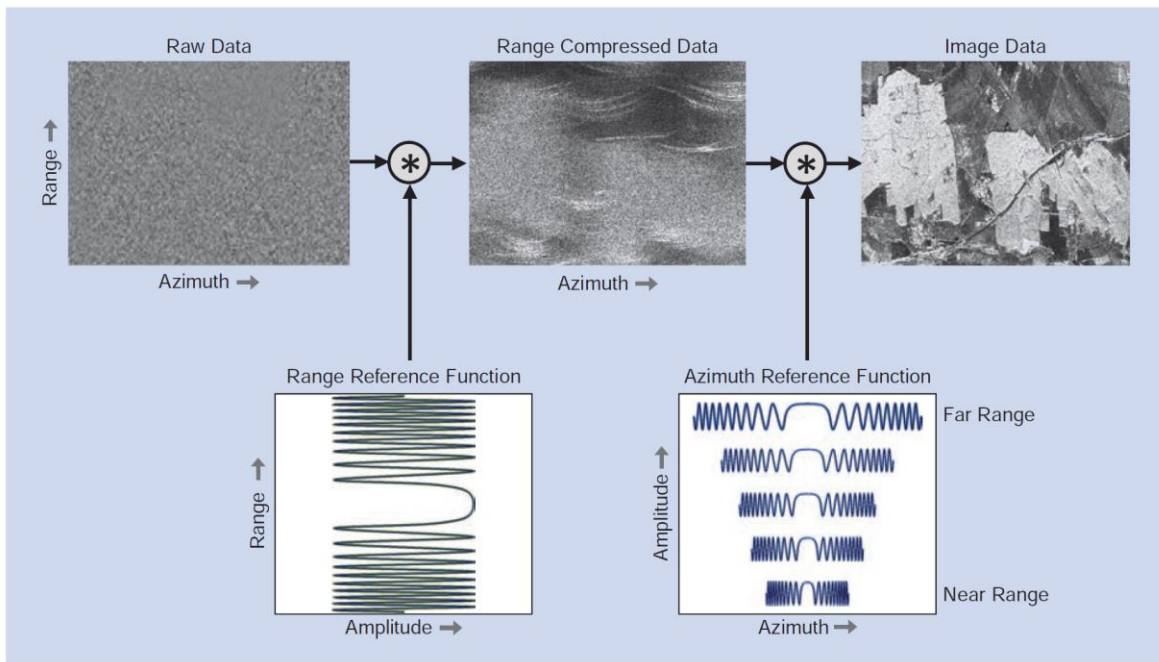 Raw Data
Range Compressed Data
Image Data
Range →
* *
Azimuth →
Azimuth →
Range Reference Function
Azimuth Reference Function
Range →
Amplitude →
Far Range
Near Range
Amplitude →
Azimuth →